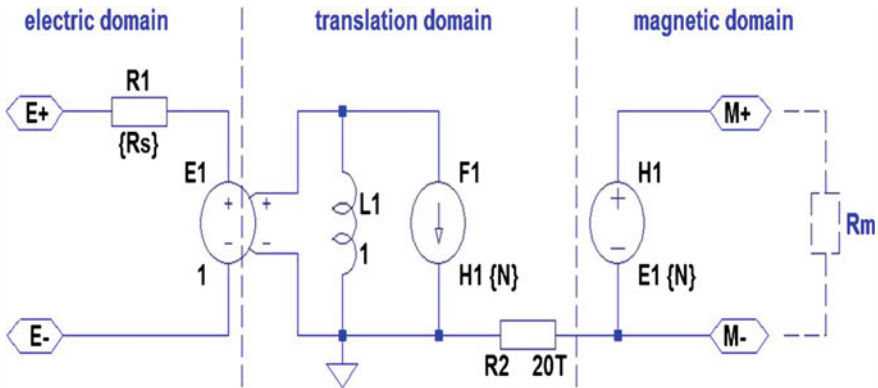 electric domain
translation domain
magnetic domain
R1
E+
{Rs}
M+
E1
+
-
+
-
1
L1
1
F1
H1 {N}
H1
+
-
E1 {N}
Rm
E-
R2 20T
M-